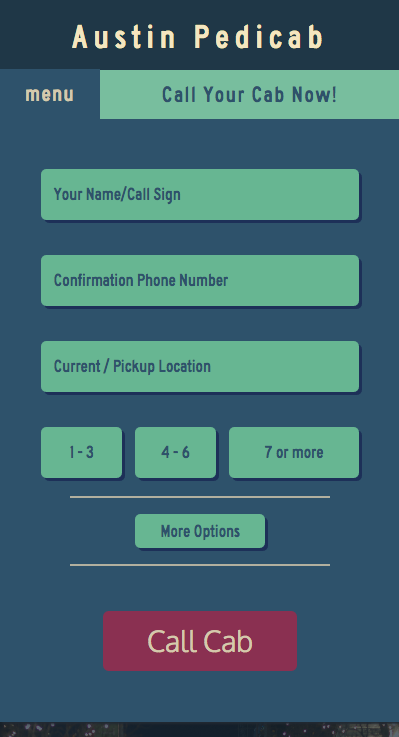 Austin Pedicab
menu
Call Your Cab Now!
Your Name/Call Sign
Confirmation Phone Number
Current / Pickup Location
1 - 3
4 - 6
7 or more
More Options
Call Cab